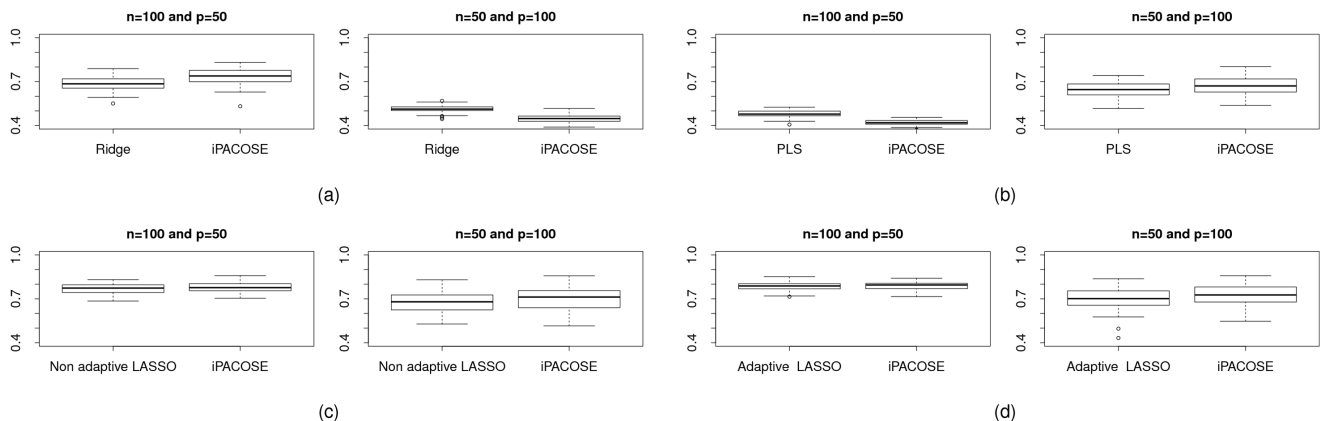 n=100 and p=50
1.0
0.7
0.4
Ridge iPACOSE
n=50 and p=100
1.0
0.7
0.4
Ridge iPACOSE
(a)
n=100 and p=50
1.0
0.7
0.4
PLS iPACOSE
n=50 and p=100
1.0
0.7
0.4
PLS iPACOSE
(b)
n=100 and p=50
1.0
0.7
0.4
Non adaptive LASSO iPACOSE
n=50 and p=100
1.0
0.7
0.4
Non adaptive LASSO iPACOSE
(c)
n=100 and p=50
1.0
0.7
0.4
Adaptive LASSO iPACOSE
n=50 and p=100
1.0
0.7
0.4
Adaptive LASSO iPACOSE
(d)